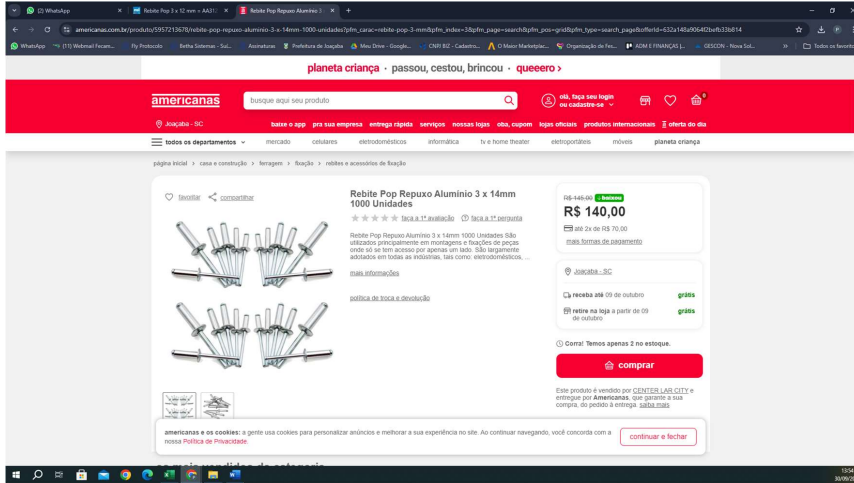 (2) WhatsApp
Rebite Pop 3 x 12 mm = AA313
Rebite Pop Repuxo Aluminio 3
americanas.com.br/produto/5957213678/rebite-pop-repuxo-aluminio-3-x-14mm-1000-unidades?pfm_carac=rebite-pop-3-mm&pfm_index=3&pfm_page=search&pfm_pos=grid&pfm_type=search_page&offerId=632a148a9064f2befb33b814
WhatsApp
(11) Webmail Fecam...
Fly Protocolo
Betha Sistemas - Sui...
Assinaturas
Prefeitura de Joaçaba
Meu Drive - Google...
CNPJ BIZ - Cadastro...
O Maior Marketplac...
Organização de Fes...
ADM E FINANÇAS |...
GESCON - Nova Sol...
Todos os favorit
planeta criança · passou, cestou, brincou · queeero >
americanas
busque aqui seu produto
olá, faça seu login
ou cadastre-se
0
Joaçaba - SC
baixe o app pra sua empresa entrega rápida serviços nossas lojas oba, cupom lojas oficiais produtos internacionais oferta do dia
todos os departamentos mercado celulares eletrodomésticos informática tv e home theater eletroportáteis móveis planeta criança
página inicial > casa e construção > ferragem > fixação > rebites e acessórios de fixação
favoritar compartilhar
Rebite Pop Repuxo Aluminio 3 x 14mm
1000 Unidades
faça a 1ª avaliação faça a 1ª pergunta
Rebite Pop Repuxo Aluminio 3 x 14mm 1000 Unidades São
utilizados principalmente em montagens e fixações de peças
onde só se tem acesso por apenas um lado. São largamente
adotados em todas as indústrias, tais como: eletrodomésticos, ...
mais informações
política de troca e devolução
R$ 145,00 baixou
R$ 140,00
até 2x de R$ 70,00
mais formas de pagamento
Joaçaba - SC
receba até 09 de outubro grátis
retire na loja a partir de 09 grátis
de outubro
Corra! Temos apenas 2 no estoque.
comprar
Este produto é vendido por CENTER LAR CITY e
entregue por Americanas, que garante a sua
compra, do pedido à entrega. saiba mais
americanas e os cookies: a gente usa cookies para personalizar anúncios e melhorar a sua experiência no site. Ao continuar navegando, você concorda com a
nossa Política de Privacidade.
continuar e fechar
13:54
30/09/20